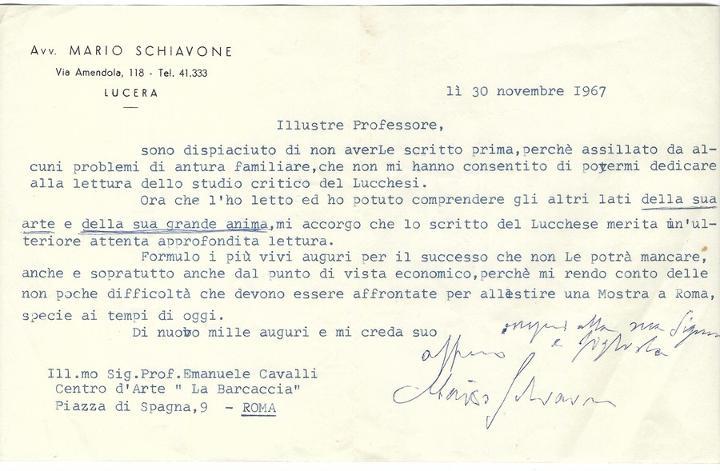 Avv. MARIO SCHIAVONE
Via Amendola, 118 - Tel. 41.333
LUCERA
lì 30 novembre I967
Illustre Professore,
sono dispiaciuto di non averLe scritto prima,perchè assillato da al-
cuni problemi di antura familiare,che non mi hanno consentito di potermi dedicare
alla lettura dello studio critico del Lucchesi.
Ora che l'ho letto ed ho potuto comprendere gli altri lati della sua
arte e della sua grande anima,mi accorgo che lo scritto del Lucchese merita un'ul-
teriore attenta approfondita lettura.
Formulo i più vivi auguri per il successo che non Le potrà mancare,
anche e sopratutto anche dal punto di vista economico,perchè mi rendo conto delle
non poche difficoltà che devono essere affrontate per allestire una Mostra a Roma,
specie ai tempi di oggi.
Di nuovo mille auguri e mi creda suo
alla sua Signora
e
Mario Schiavone
Ill.mo Sig.Prof.Emanuele Cavalli
Centro d'Arte " La Barcaccia"
Piazza di Spagna,9 - ROMA